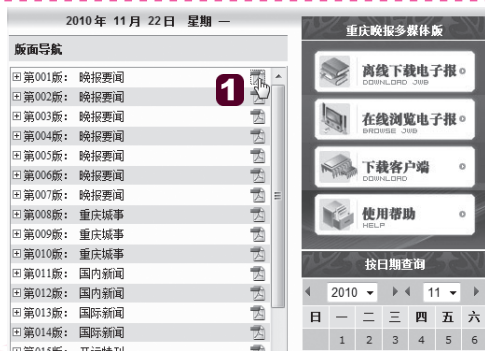 2010年 11月 22日 星期 一
版面导航
第001版： 晚报要闻
第002版： 晚报要闻
第003版： 晚报要闻
第004版： 晚报要闻
第005版： 晚报要闻
第006版： 晚报要闻
第007版： 晚报要闻
第008版： 重庆城事
第009版： 重庆城事
第010版： 重庆城事
第011版： 国内新闻
第012版： 国内新闻
第013版： 国际新闻
第014版： 国际新闻
1
重庆晚报多媒体版
离线下载电子报
DOWNLOAD JWB
在线浏览电子报
BROWSE JWB
下载客户端
DOWNLOAD
使用帮助
HELP
按日期查询
2010 11
日 一 二 三 四 五 六
1 2 3 4 5 6